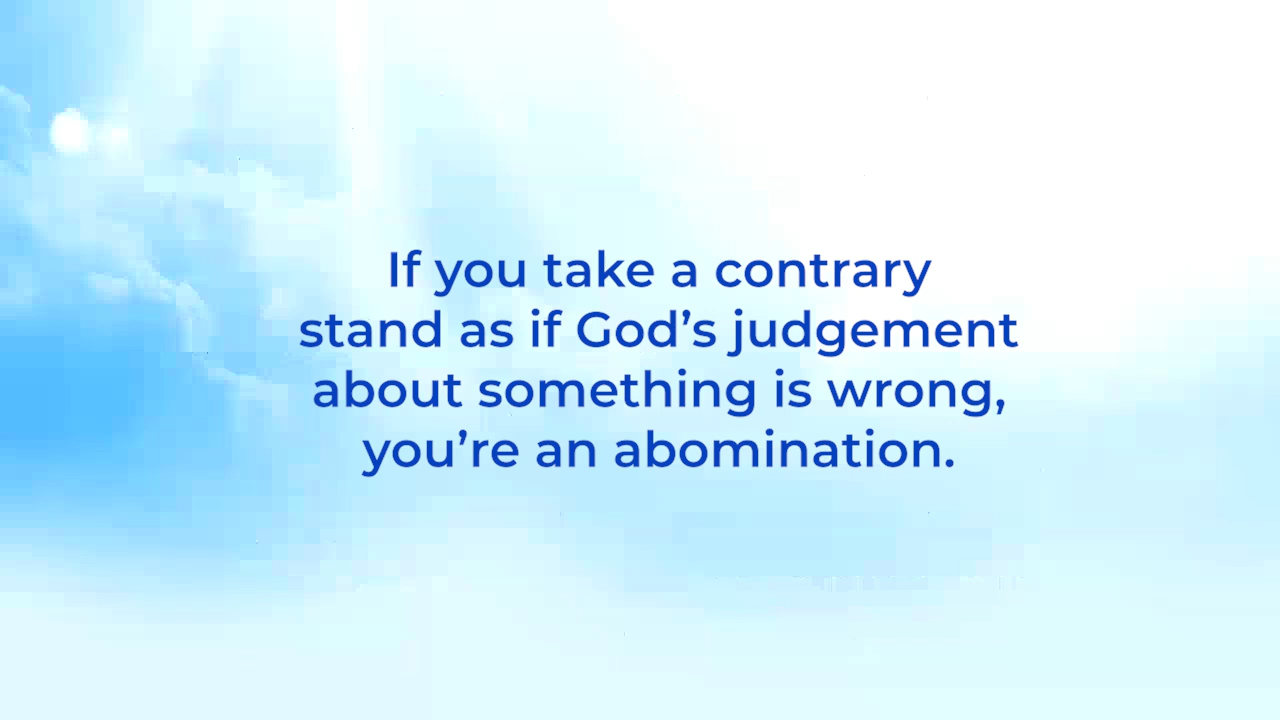 If you take a contrary
stand as if God’s judgement
about something is wrong,
you’re an abomination.